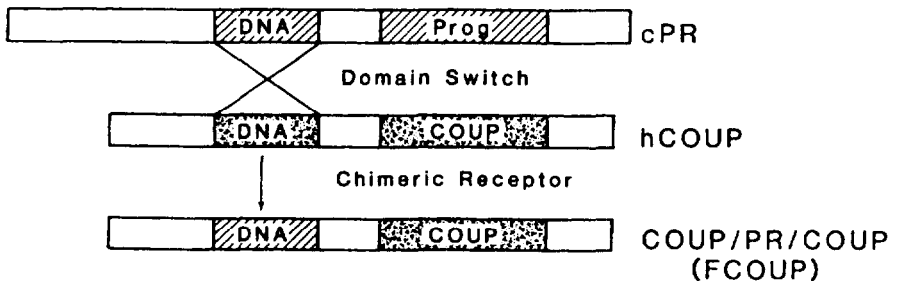 DNA Prog cPR
Domain Switch
DNA COUP hCOUP
Chimeric Receptor
DNA COUP COUP/PR/COUP
(FCOUP)